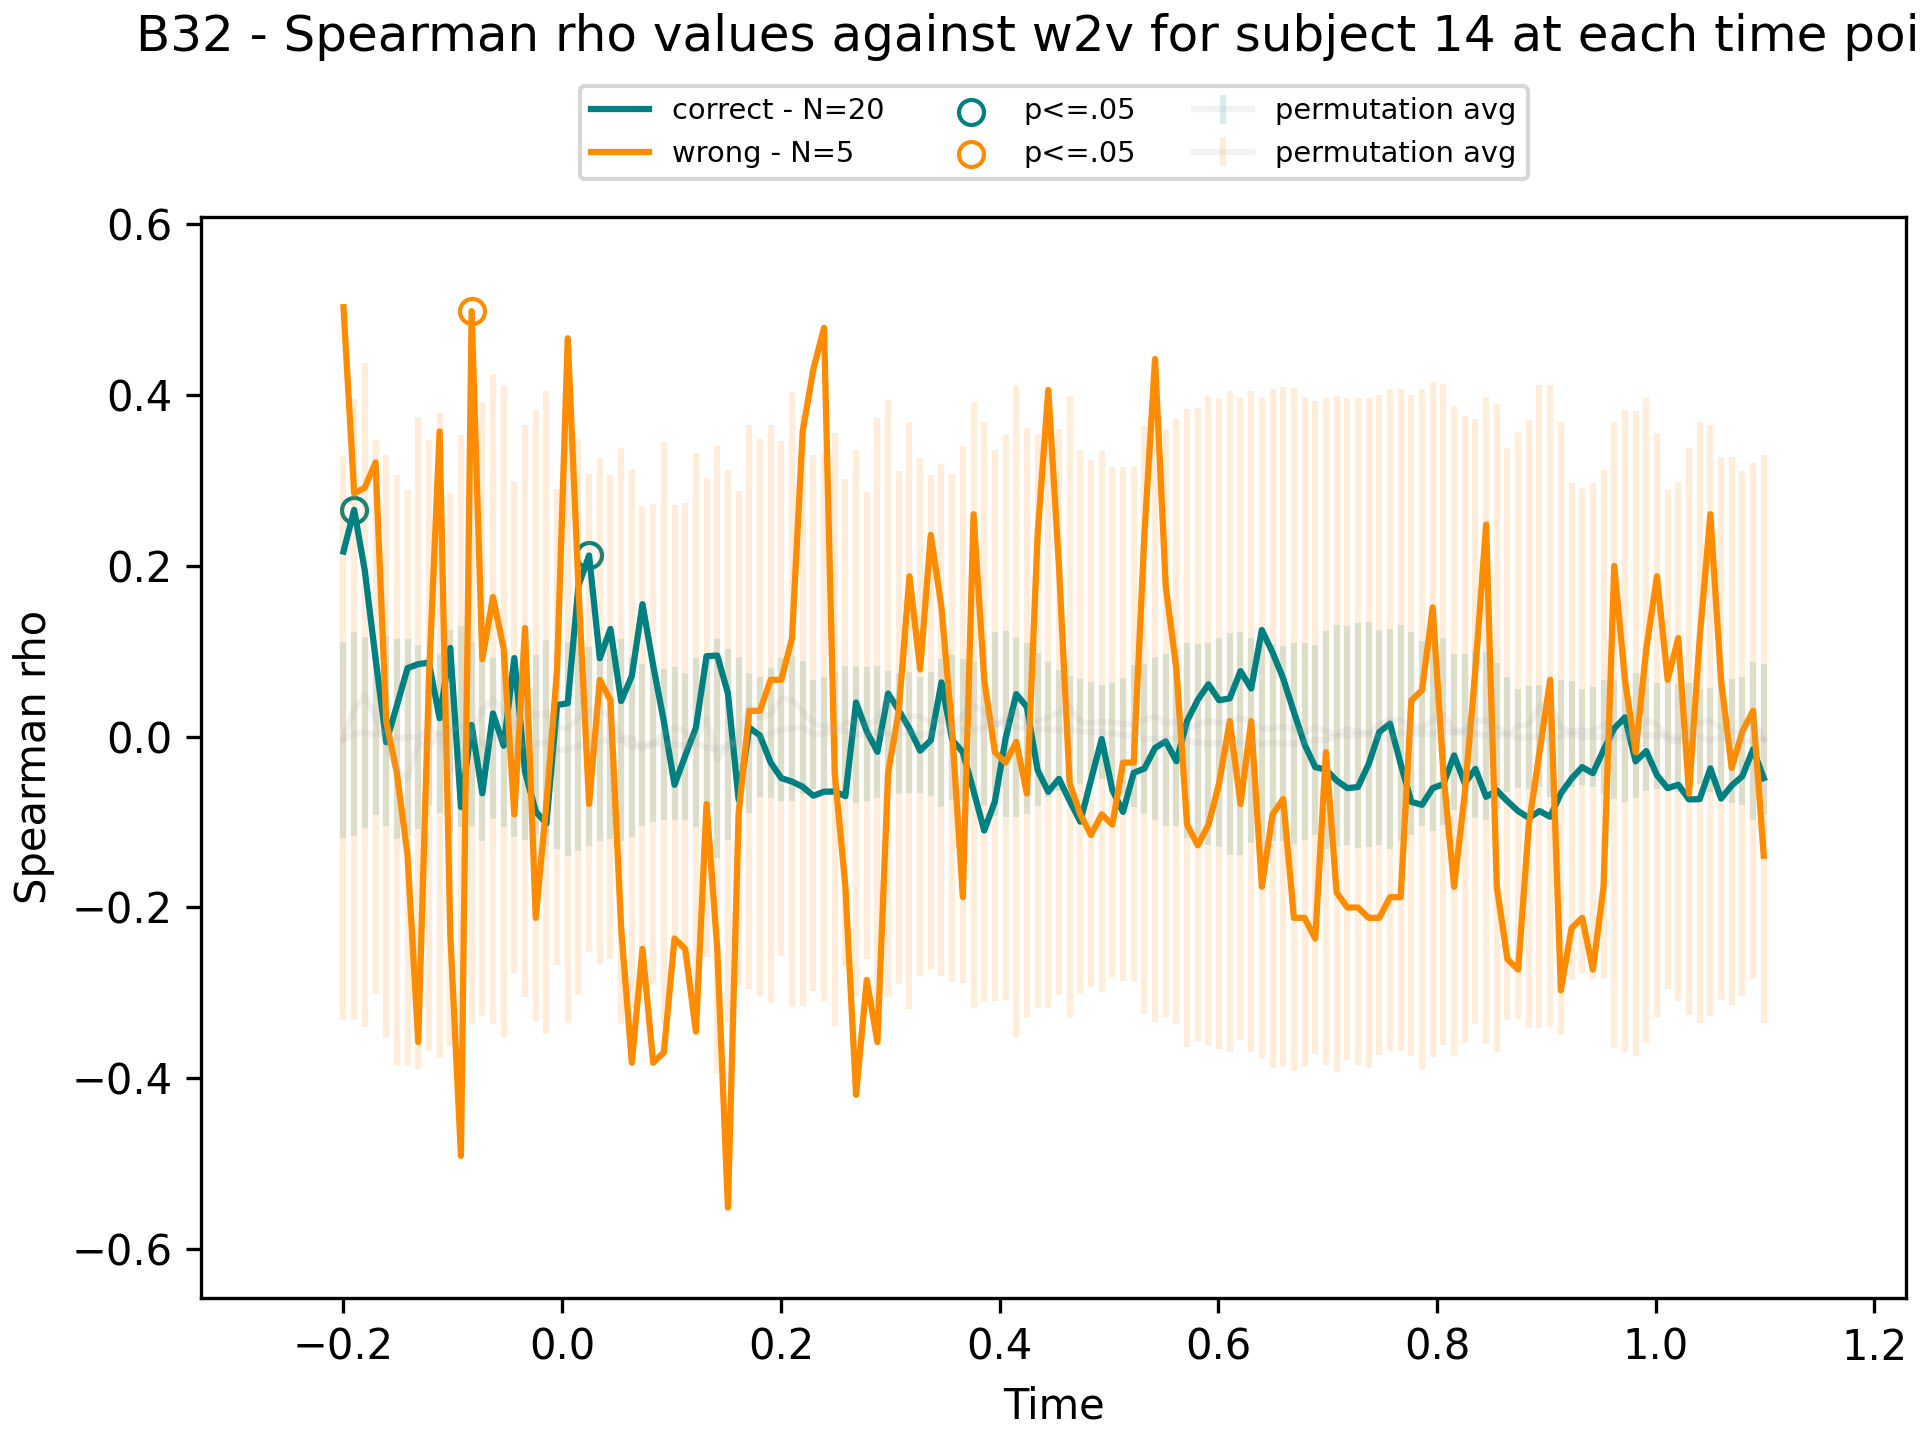 B32 - Spearman rho values against w2v for subject 14 at each time poi
correct - N=20 p<=.05 permutation avg
wrong - N=5 p<=.05 permutation avg
0.6
0.4
0.2
0.0
−0.2
−0.4
−0.6
Spearman rho
−0.2 0.0 0.2 0.4 0.6 0.8 1.0 1.2
Time